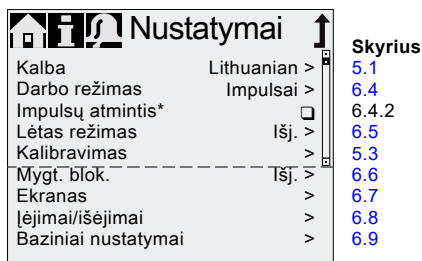 Nustatymai
Skyrius
Kalba Lithuanian > 5.1
Darbo režimas Impulsai > 6.4
Impulsų atmintis* ❑ 6.4.2
Lėtas režimas Išj. > 6.5
Kalibravimas > 5.3
Mygt. blok. Išj. > 6.6
Ekranas > 6.7
Įėjimai/išėjimai > 6.8
Baziniai nustatymai > 6.9